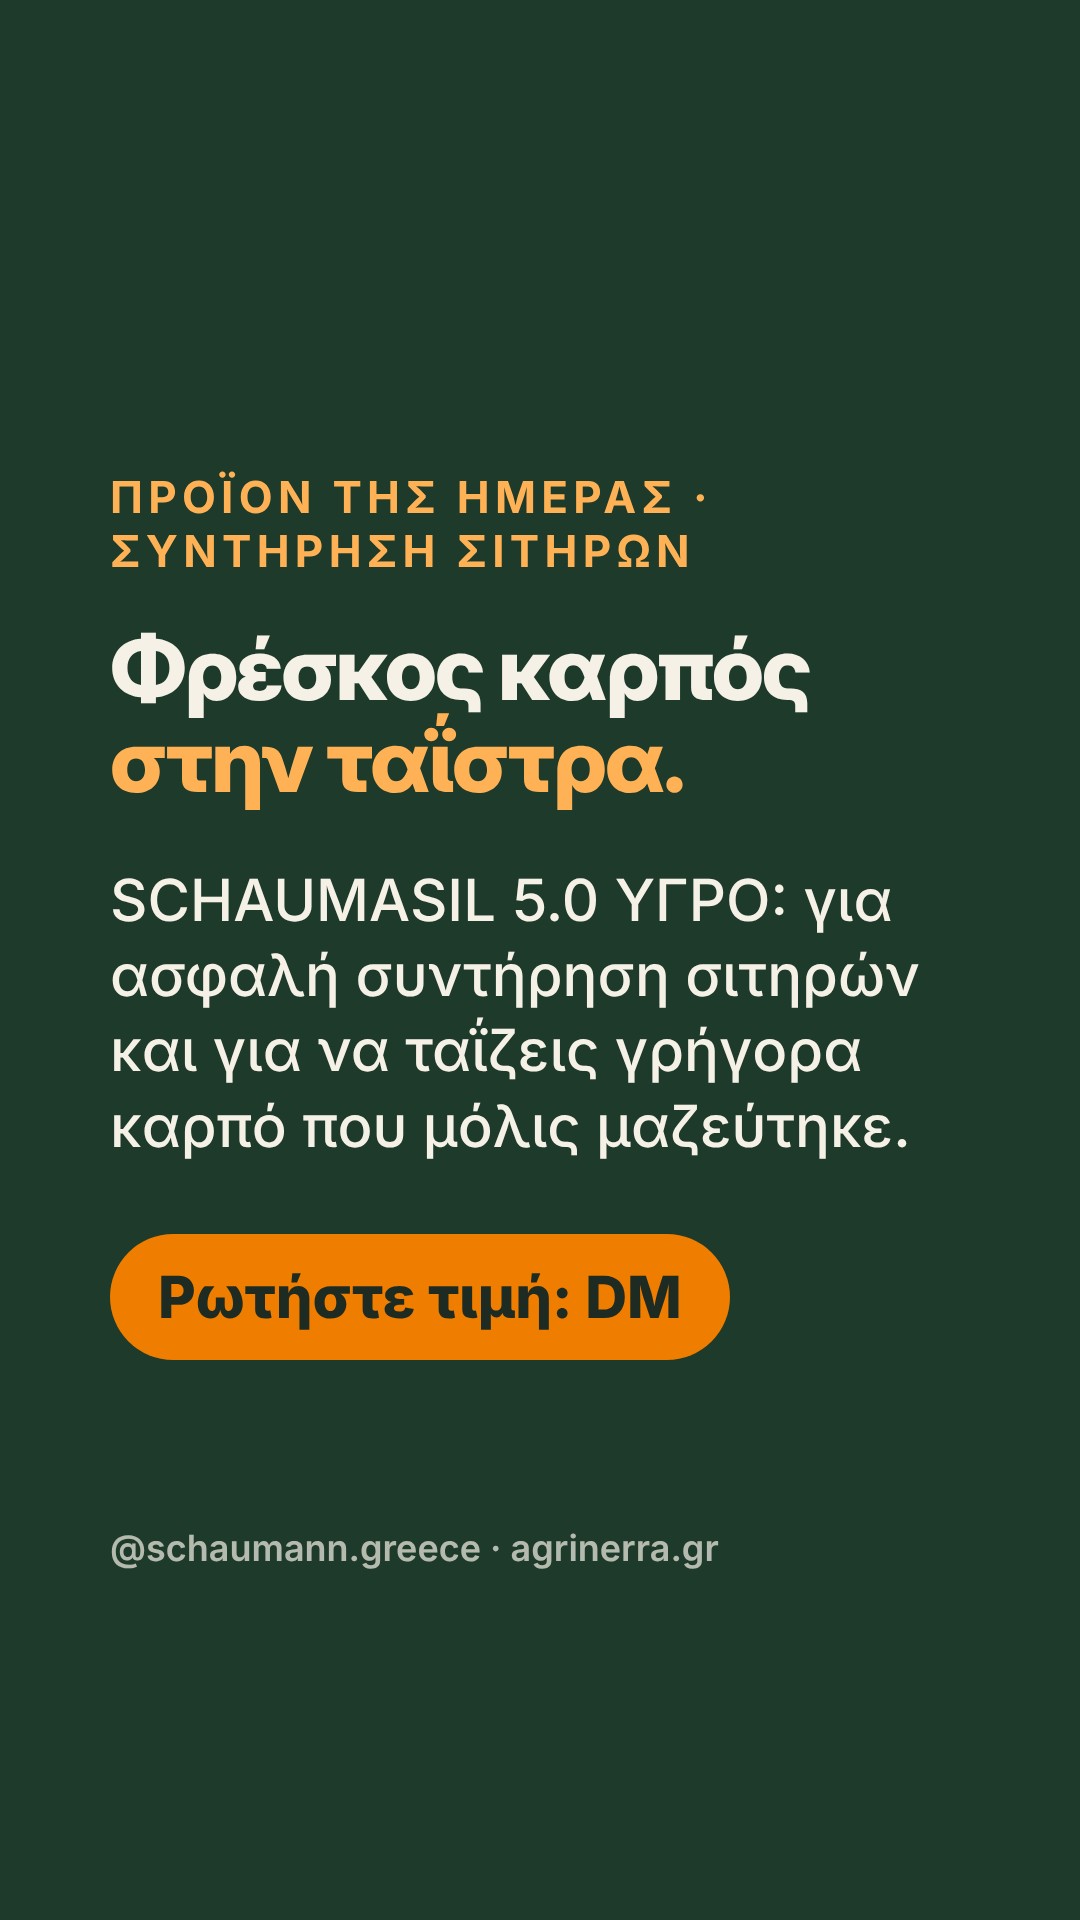 ΠΡΟΪΟΝ ΤΗΣ ΗΜΕΡΑΣ ·
ΣΥΝΤΗΡΗΣΗ ΣΙΤΗΡΩΝ
Φρέσκος καρπός
στην ταΐστρα.
SCHAUMASIL 5.0 ΥΓΡΟ: για
ασφαλή συντήρηση σιτηρών
και για να ταΐζεις γρήγορα
καρπό που μόλις μαζεύτηκε.
Ρωτήστε τιμή: DM
@schaumann.greece · agrinerra.gr